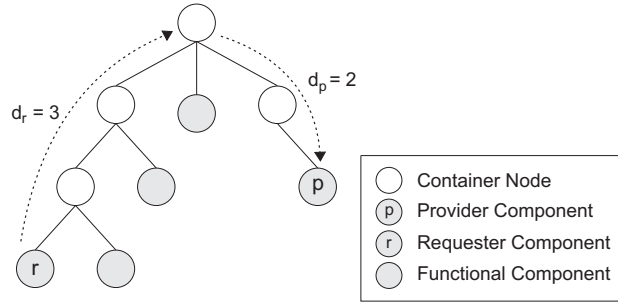 d_p = 2
d_r = 3
p
Container Node
p Provider Component
r Requester Component
r
Functional Component